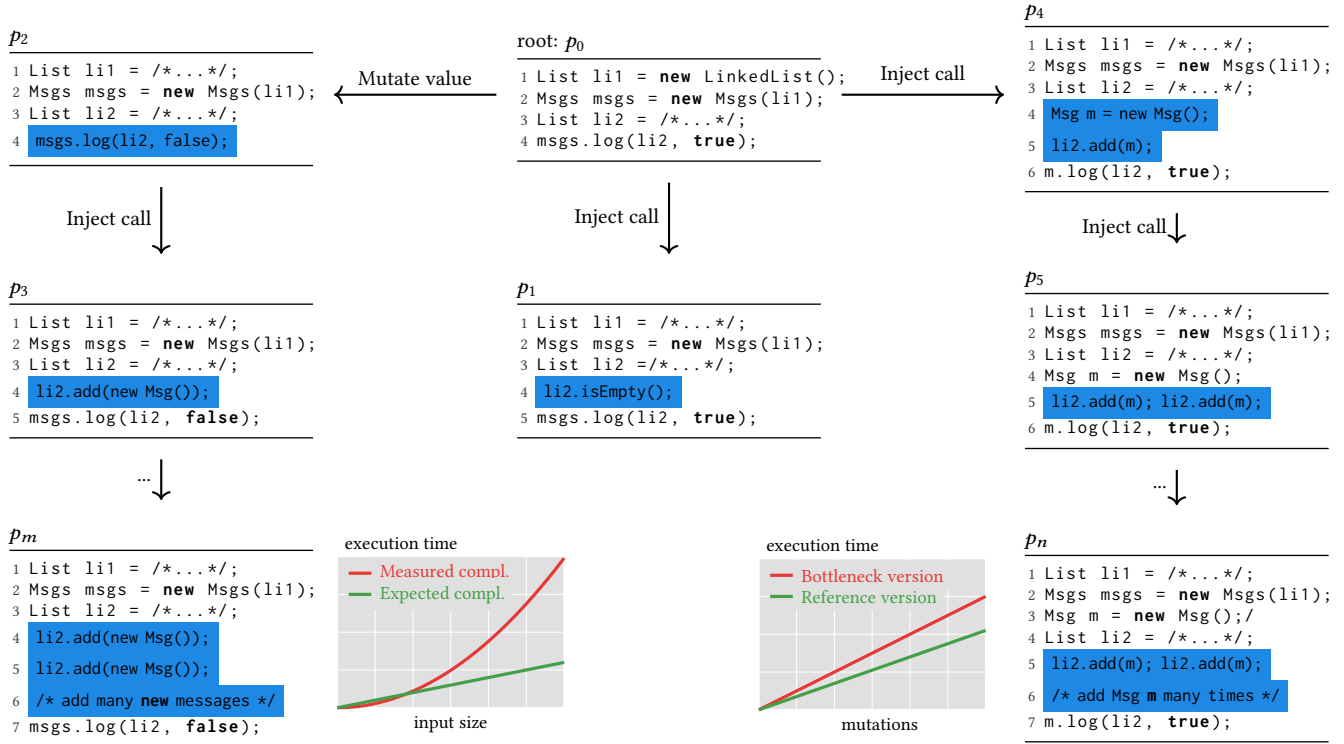 p2
1 List li1 = /*...*/;
2 Msgs msgs = new Msgs(li1);
3 List li2 = /*...*/;
4 msgs.log(li2, false);
Mutate value
root: p0
1 List li1 = new LinkedList();
2 Msgs msgs = new Msgs(li1);
3 List li2 = /*...*/;
4 msgs.log(li2, true);
Inject call
p4
1 List li1 = /*...*/;
2 Msgs msgs = new Msgs(li1);
3 List li2 = /*...*/;
4 Msg m = new Msg();
5 li2.add(m);
6 m.log(li2, true);
Inject call
Inject call
Inject call
p3
1 List li1 = /*...*/;
2 Msgs msgs = new Msgs(li1);
3 List li2 = /*...*/;
4 li2.add(new Msg());
5 msgs.log(li2, false);
p1
1 List li1 = /*...*/;
2 Msgs msgs = new Msgs(li1);
3 List li2 =/*...*/;
4 li2.isEmpty();
5 msgs.log(li2, true);
p5
1 List li1 = /*...*/;
2 Msgs msgs = new Msgs(li1);
3 List li2 = /*...*/;
4 Msg m = new Msg();
5 li2.add(m); li2.add(m);
6 m.log(li2, true);
...
...
pm
1 List li1 = /*...*/;
2 Msgs msgs = new Msgs(li1);
3 List li2 = /*...*/;
4 li2.add(new Msg());
5 li2.add(new Msg());
6 /* add many new messages */
7 msgs.log(li2, false);
execution time
Measured compl.
Expected compl.
input size
execution time
Bottleneck version
Reference version
mutations
pn
1 List li1 = /*...*/;
2 Msgs msgs = new Msgs(li1);
3 Msg m = new Msg();/
4 List li2 = /*...*/;
5 li2.add(m); li2.add(m);
6 /* add Msg m many times */
7 m.log(li2, true);